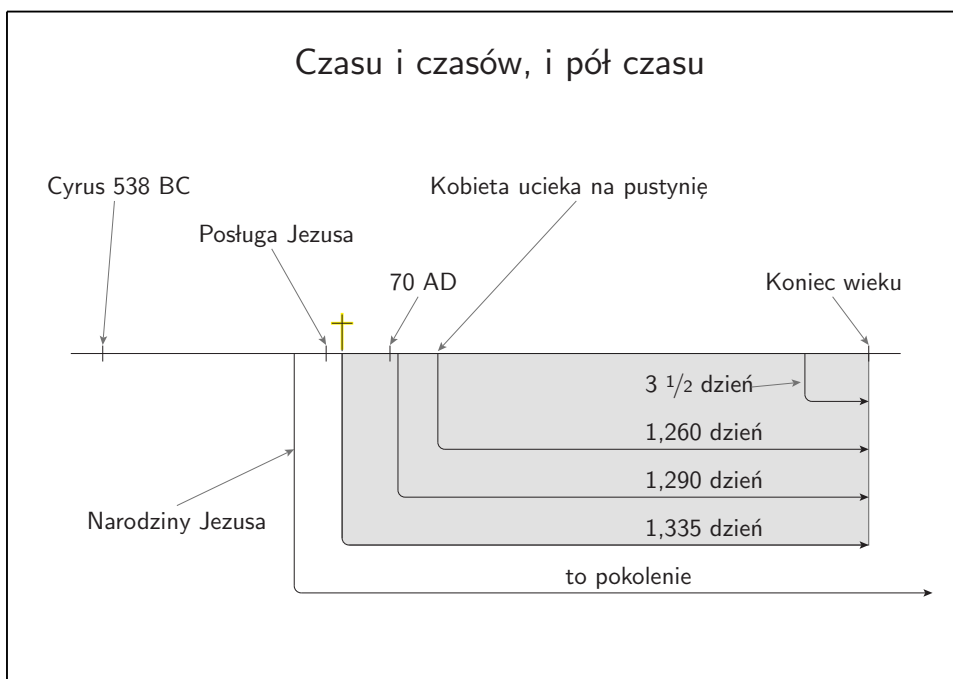 Czasu i czasów, i pół czasu
Cyrus 538 BC
Kobieta ucieka na pustynię
Posługa Jezusa
70 AD
Koniec wieku
3 1/2 dzień
1,260 dzień
1,290 dzień
Narodziny Jezusa
1,335 dzień
to pokolenie